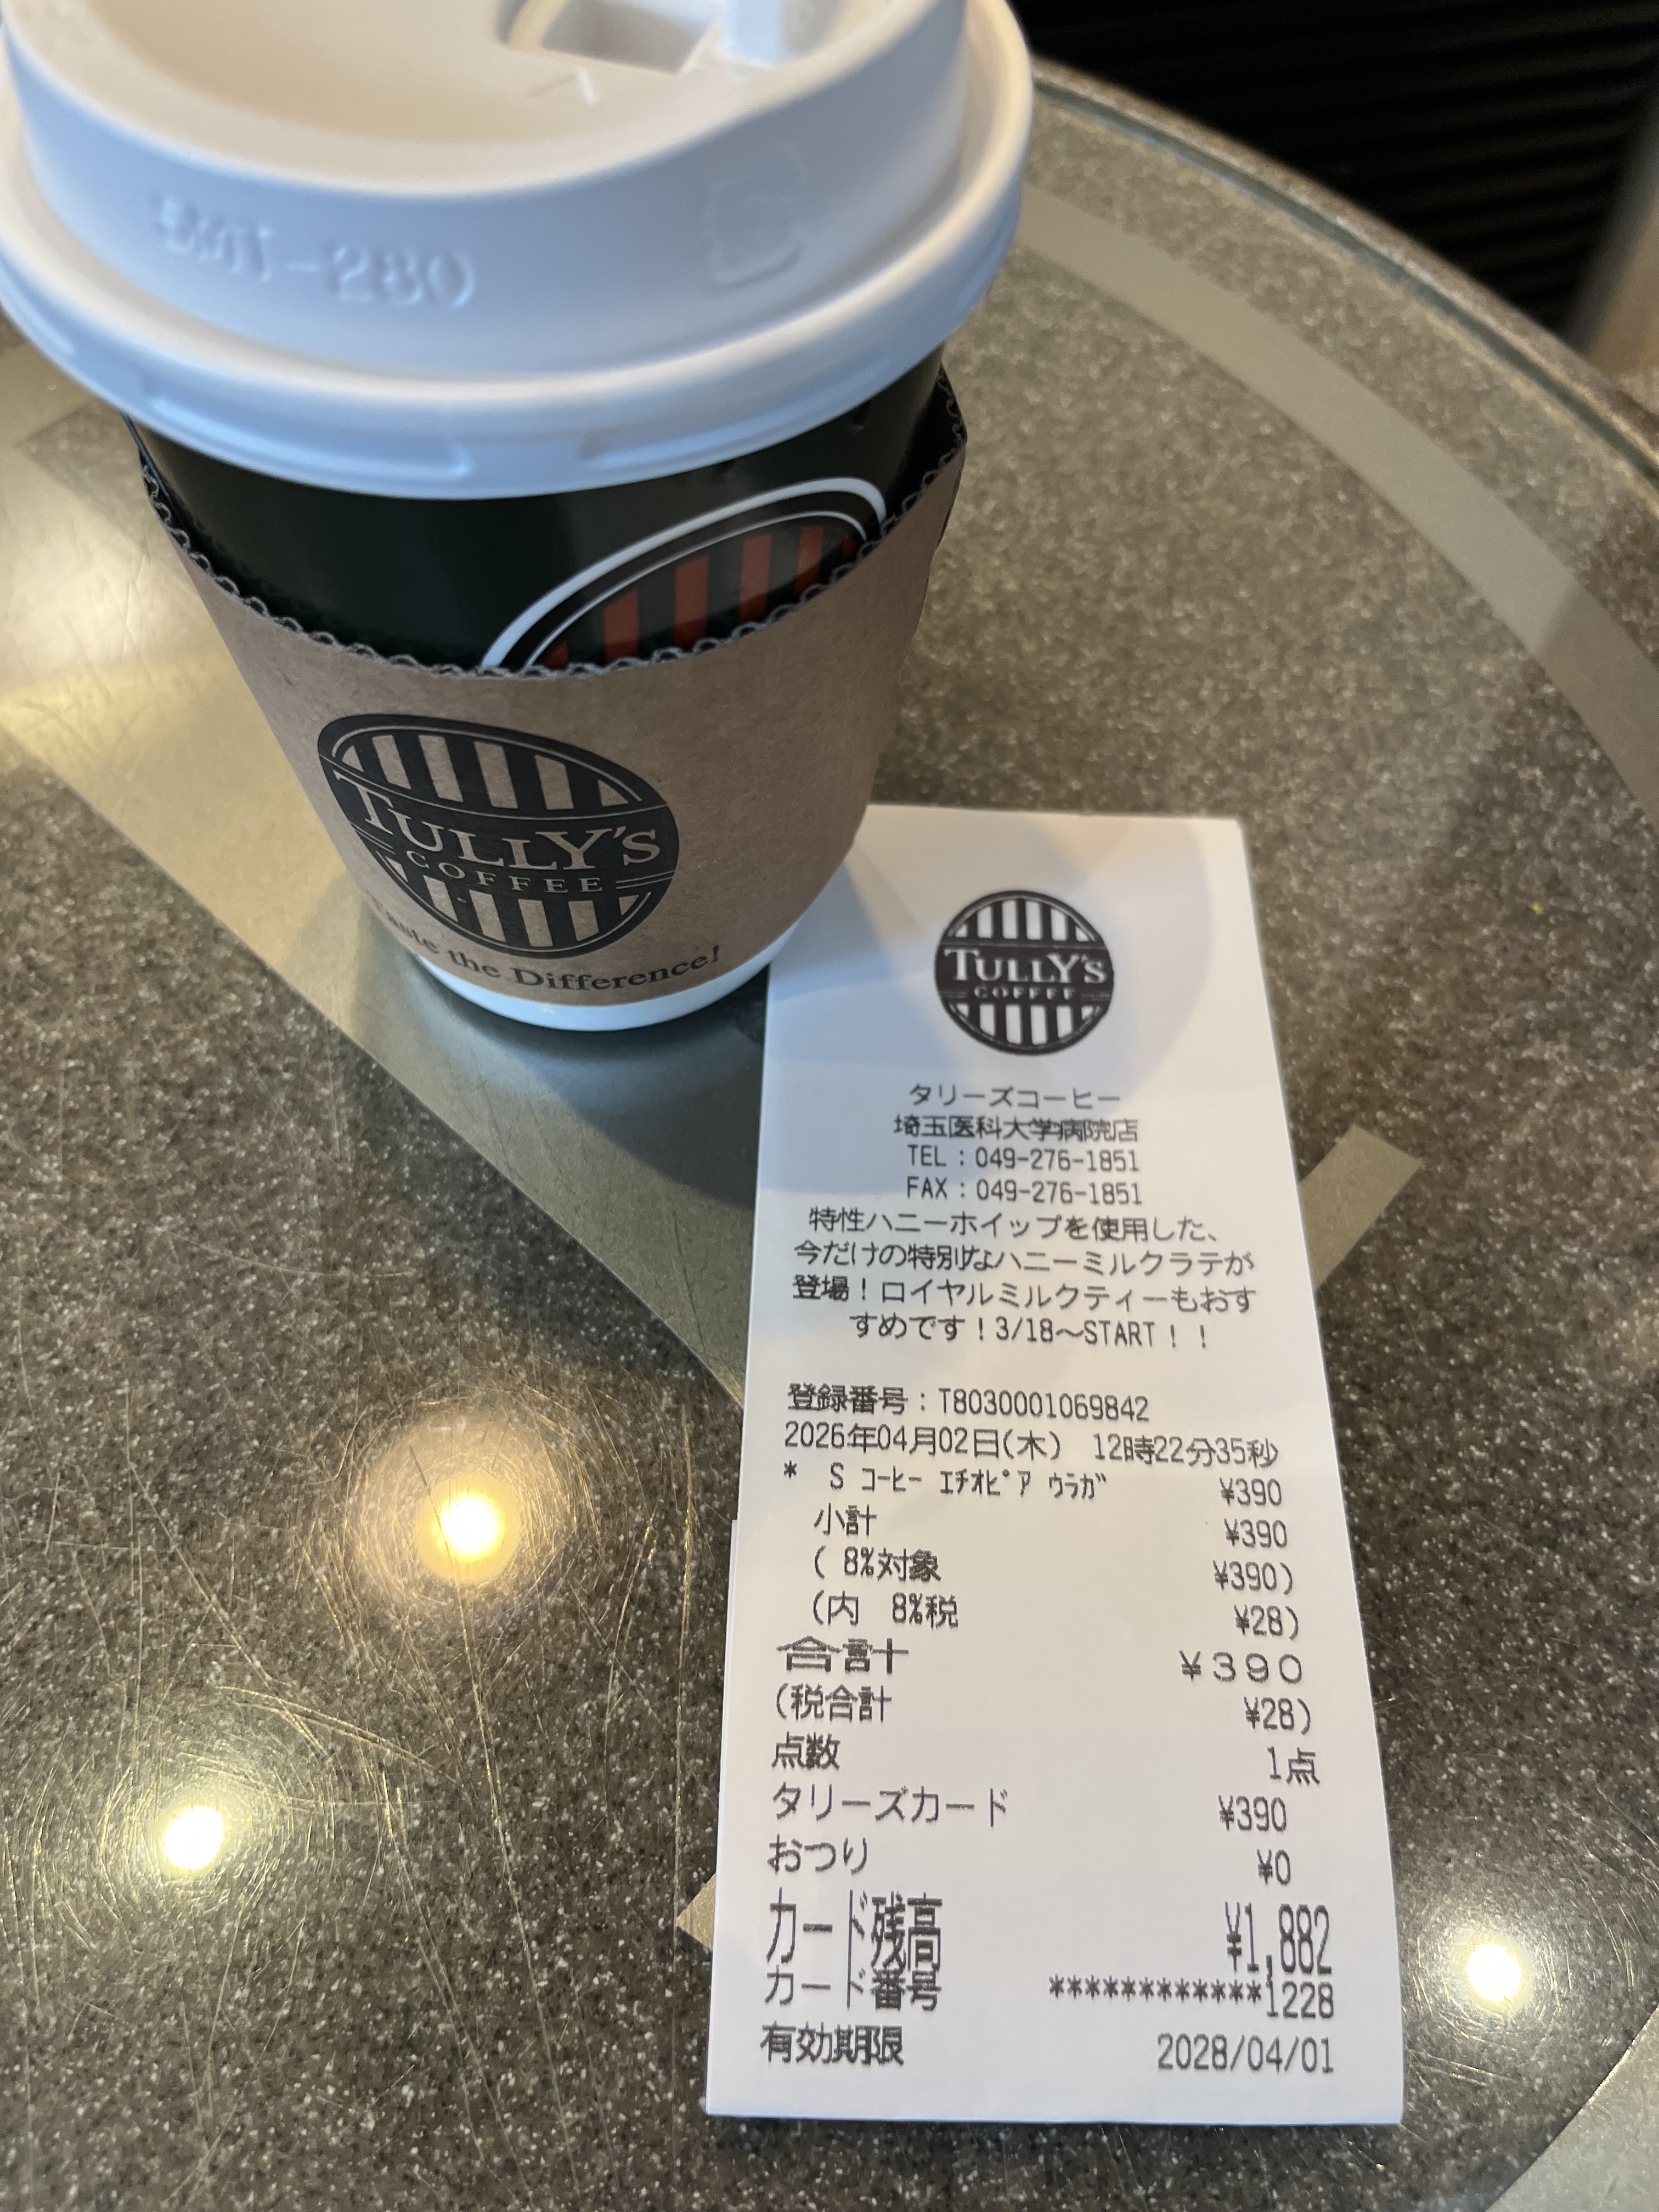 -280
TULLY'S
COFFEE
the Difference!
TULLY'S
COFFEE
タリーズコーヒー
埼玉医科大学病院店
TEL : 049-276-1851
FAX : 049-276-1851
特性ハニーホイップを使用した、
今だけの特別なハニーミルクラテが
登場！ロイヤルミルクティーもおす
すめです！3/18～START！！
登録番号 : T8030001069842
2026年04月02日(木) 12時22分35秒
* S ｺｰﾋｰ ｴﾁｵﾋﾟｱ ｳﾗｶﾞ ¥390
小計 ¥390
( 8%対象 ¥390)
(内 8%税 ¥28)
合計 ¥390
(税合計 ¥28)
点数 1点
タリーズカード ¥390
おつり ¥0
カード残高 ¥1,882
カード番号 ************1228
有効期限 2028/04/01